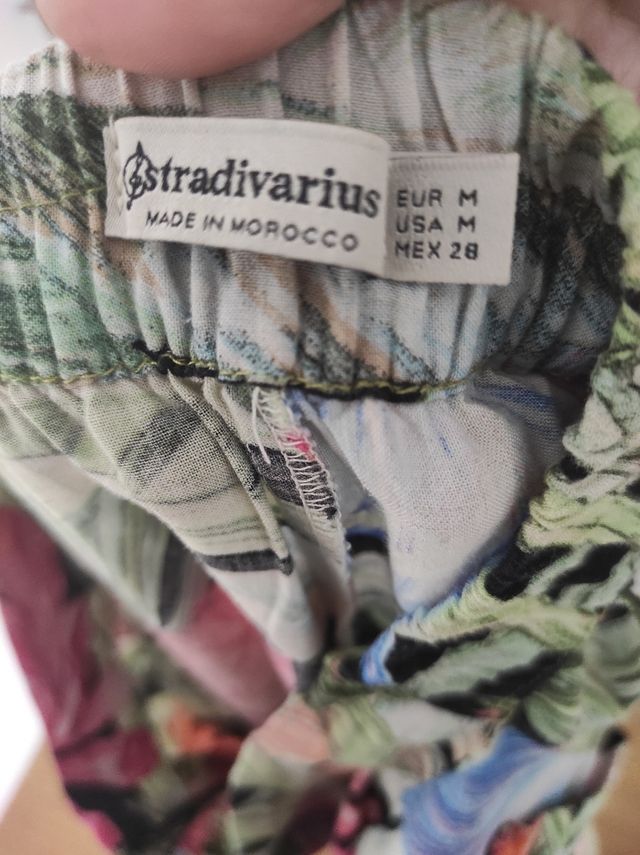 stradivarius
MADE IN MOROCCO
EUR M
USA M
MEX 28